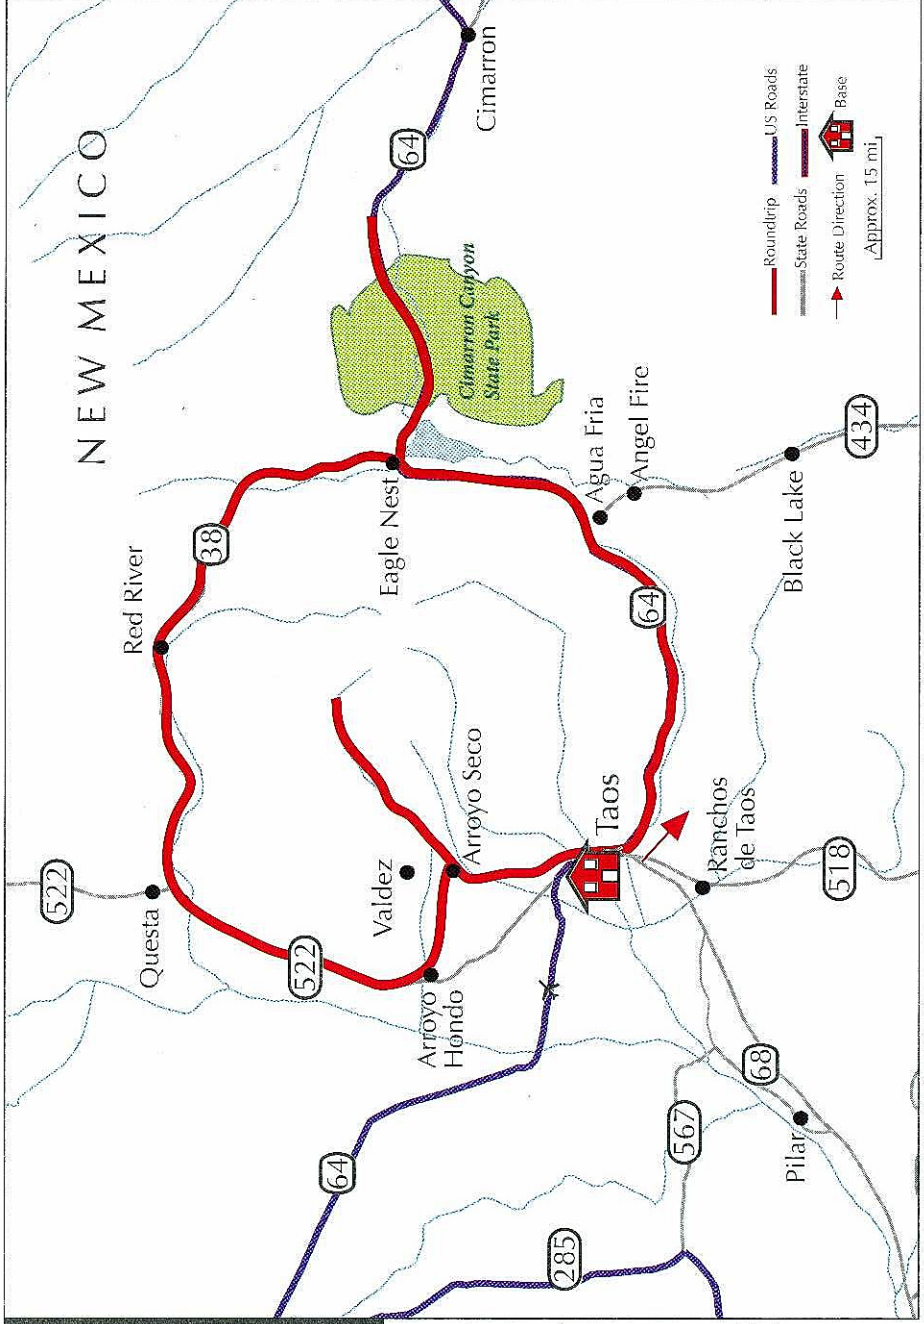 522
NEW MEXICO
Red River
Questa
38
522
64
Valdez
Eagle Nest
64
Arroyo
Hondo
Cimarron Canyon
State Park
Arroyo Seco
Cimarron
285
Agua Fria
Taos
Angel Fire
64
567
Ranchos
de Taos
68
Pilar
Black Lake
518
434
Roundtrip US Roads
State Roads Interstate
Route Direction Base
Approx. 15 mi.